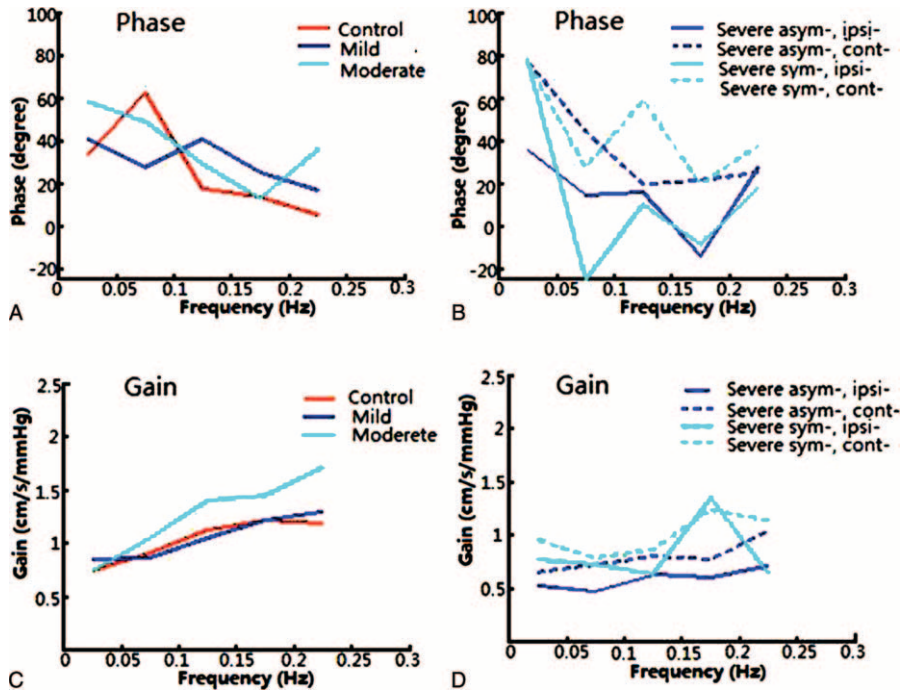 Phase
Control
Mild
Moderate
Phase (degree)
100
80
60
40
20
0
-20
0 0.05 0.1 0.15 0.2 0.25 0.3
Frequency (Hz)
A
Phase
Severe asym-, ipsi-
Severe asym-, cont-
Severe sym-, ipsi-
Severe sym-, cont-
Phase (degree)
100
80
60
40
20
0
-20
0 0.05 0.1 0.15 0.2 0.25 0.3
Frequency (Hz)
B
Gain
Control
Mild
Moderete
Gain (cm/s/mmHg)
2.5
2
1.5
1
0.5
0 0.05 0.1 0.15 0.2 0.25 0.3
Frequency (Hz)
C
Gain
Severe asym-, ipsi-
Severe asym-, cont-
Severe sym-, ipsi-
Severe sym-, cont-
Gain (cm/s/mmHg)
2.5
2
1.5
1
0.5
0 0.05 0.1 0.15 0.2 0.25 0.3
Frequency (Hz)
D